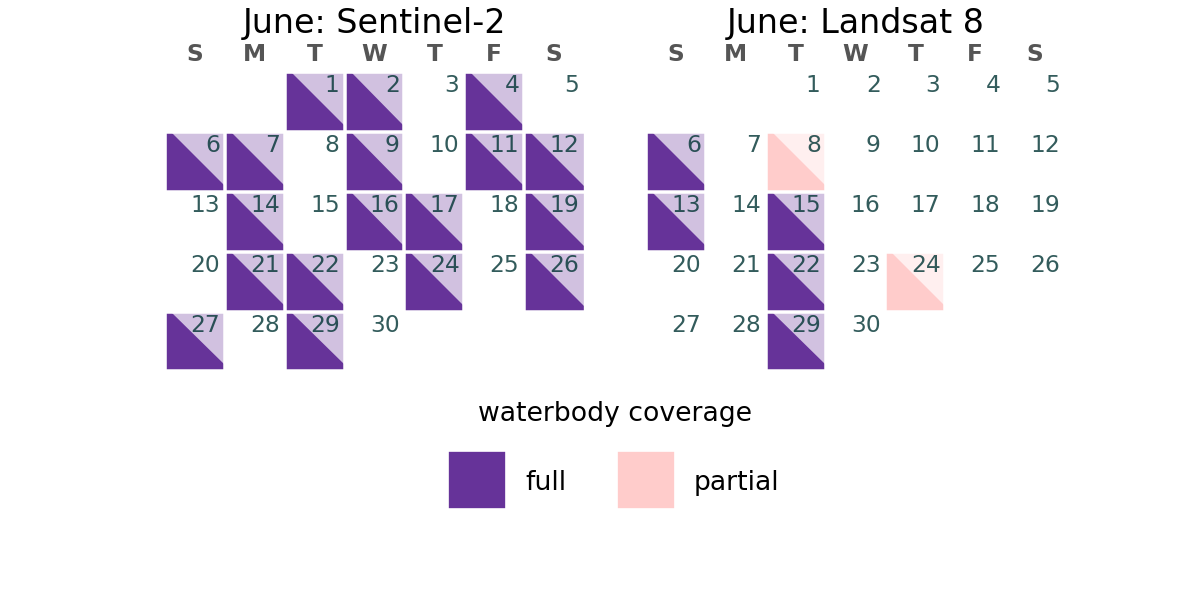 June: Sentinel-2
S M T W T F S
1 2 3 4 5
6 7 8 9 10 11 12
13 14 15 16 17 18 19
20 21 22 23 24 25 26
27 28 29 30
June: Landsat 8
S M T W T F S
1 2 3 4 5
6 7 8 9 10 11 12
13 14 15 16 17 18 19
20 21 22 23 24 25 26
27 28 29 30
waterbody coverage
full
partial